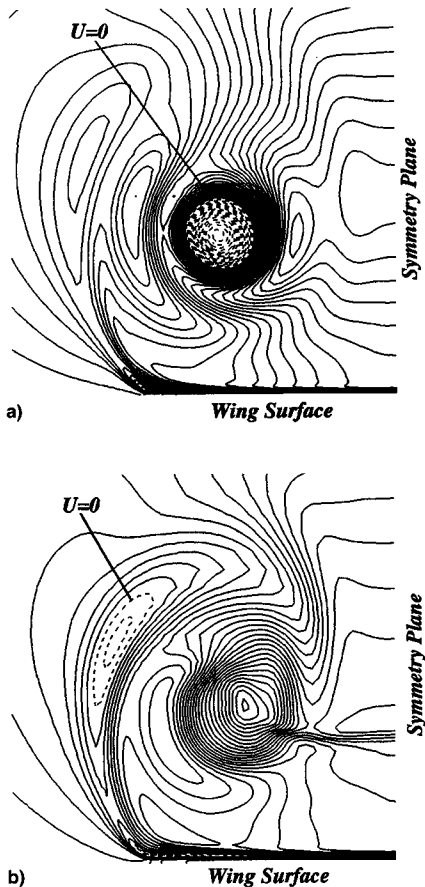 U=0
Symmetry Plane
a)
Wing Surface
U=0
Symmetry Plane
b)
Wing Surface